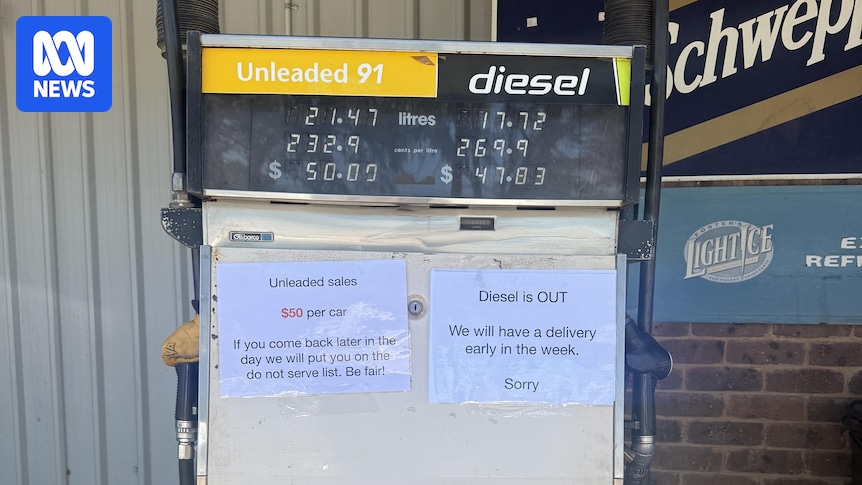 NEWS
Unleaded 91
diesel
21.47 litres 17.72
232.9 cents per litre 269.9
$ 50.00 $ 47.83
Gilbarco
Unleaded sales
$50 per car
If you come back later in the
day we will put you on the
do not serve list. Be fair!
Diesel is OUT
We will have a delivery
early in the week.
Sorry
Schwepp
FOSTER'S
LIGHT ICE
E
REFR